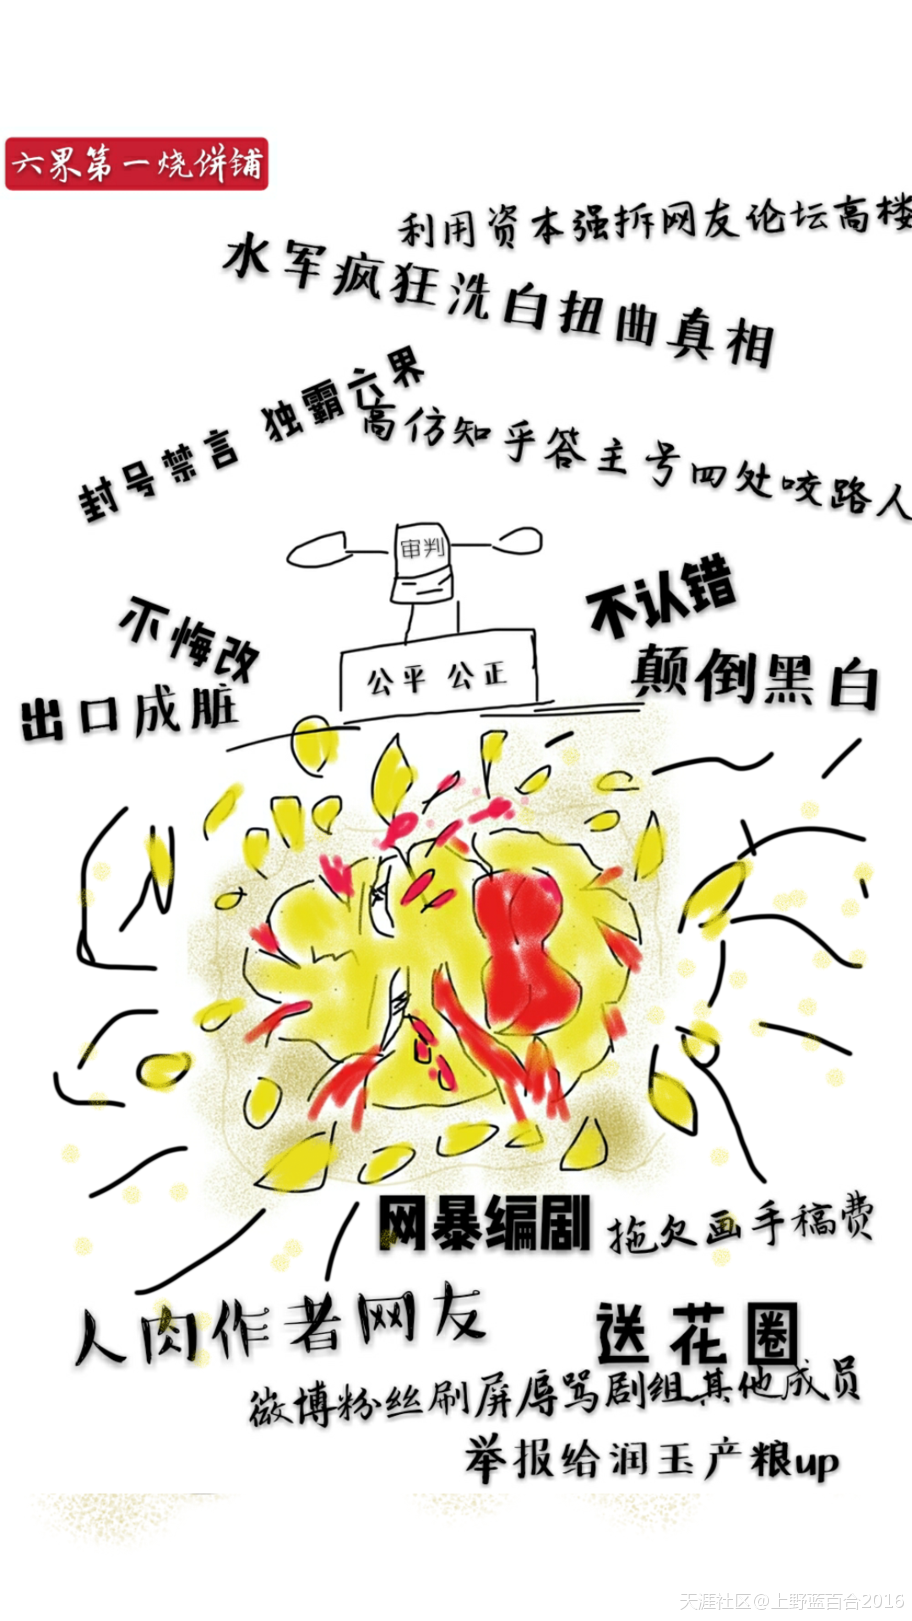 六界第一烧饼铺
利用资本强拆网友论坛高楼
水军疯狂洗白扭曲真相
封号禁言 独霸六界
高仿知乎答主号四处咬路人
审判
不认错
不悔改
颠倒黑白
公平 公正
出口成脏
网暴编剧
拖欠画手稿费
人肉作者网友
送花圈
微博粉丝刷屏辱骂剧组其他成员
举报给润玉产粮up
天涯社区@上野蓝百合2016